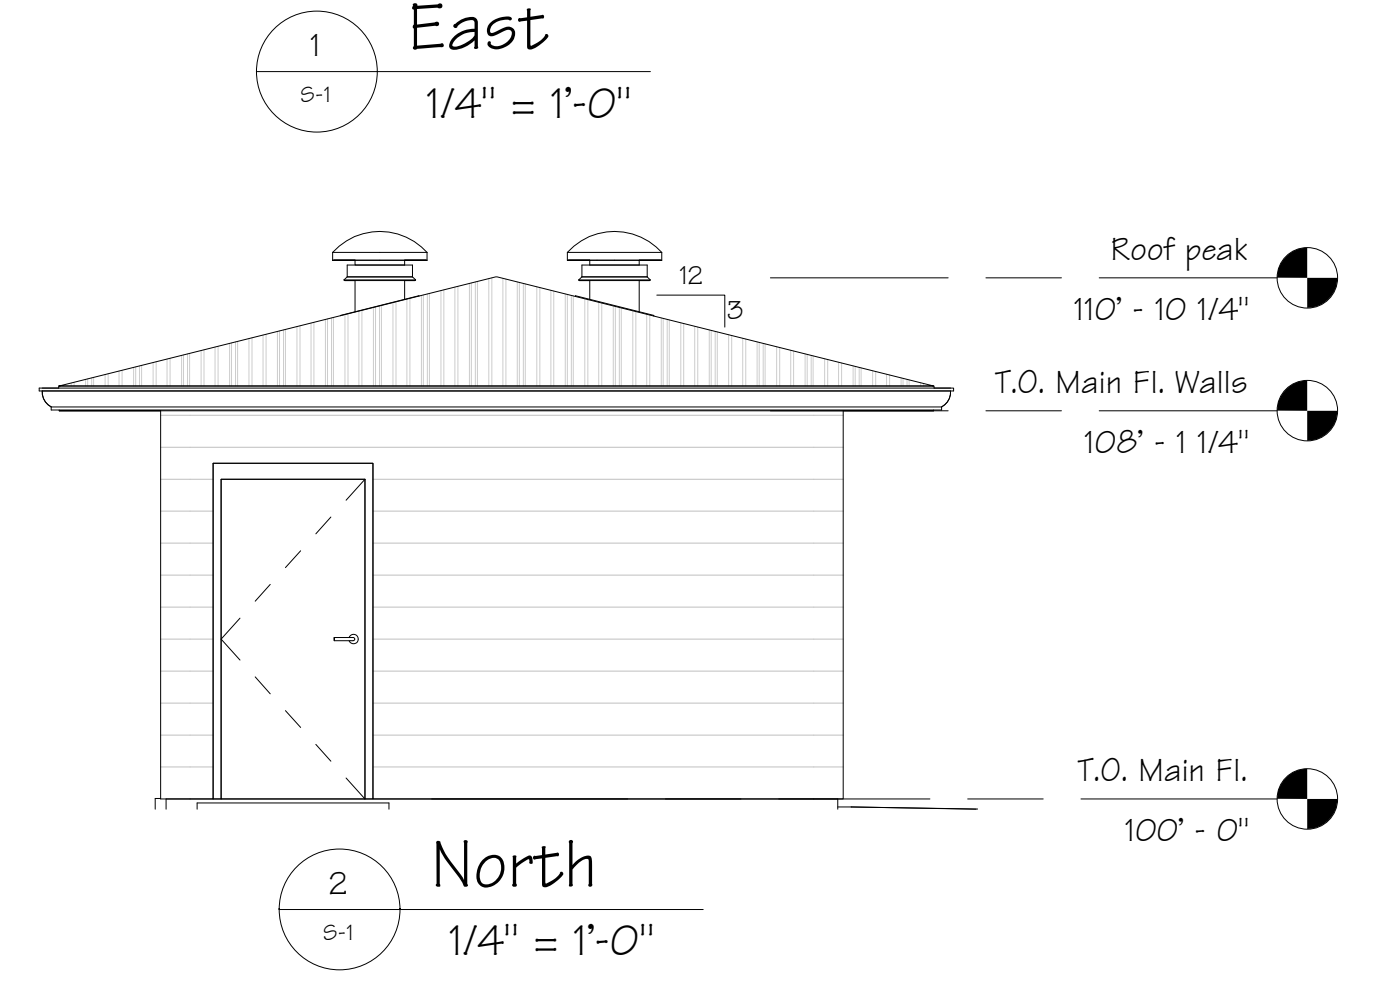 1
East
S-1
1/4" = 1'-0"
Roof peak
12
3
110' - 10 1/4"
T.O. Main Fl. Walls
108' - 1 1/4"
T.O. Main Fl.
100' - 0"
2
North
S-1
1/4" = 1'-0"